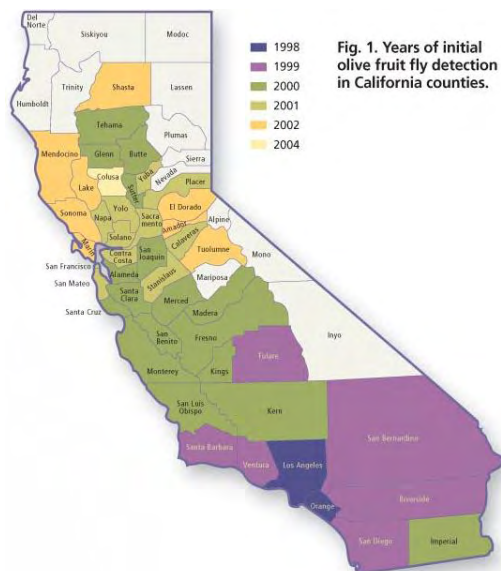 Del
Norte
Siskiyou
Modoc
1998
1999
2000
2001
2002
2004
Fig. 1. Years of initial
olive fruit fly detection
in California counties.
Humboldt
Trinity
Shasta
Lassen
Tehama
Plumas
Mendocino
Glenn
Butte
Sierra
Colusa
Yuba
Nevada
Lake
Sutter
Placer
Sonoma
Napa
Yolo
Sacra
mento
El Dorado
Alpine
Solano
Amador
Marin
Calaveras
Contra
Costa
San
Joaquin
Tuolumne
Mono
San Francisco
Alameda
Stanislaus
Mariposa
San Mateo
Santa
Clara
Merced
Santa Cruz
Madera
Inyo
San
Benito
Fresno
Tulare
Monterey
Kings
San Luis
Obispo
Kern
San Bernardino
Santa Barbara
Ventura
Los Angeles
Orange
Riverside
San Diego
Imperial